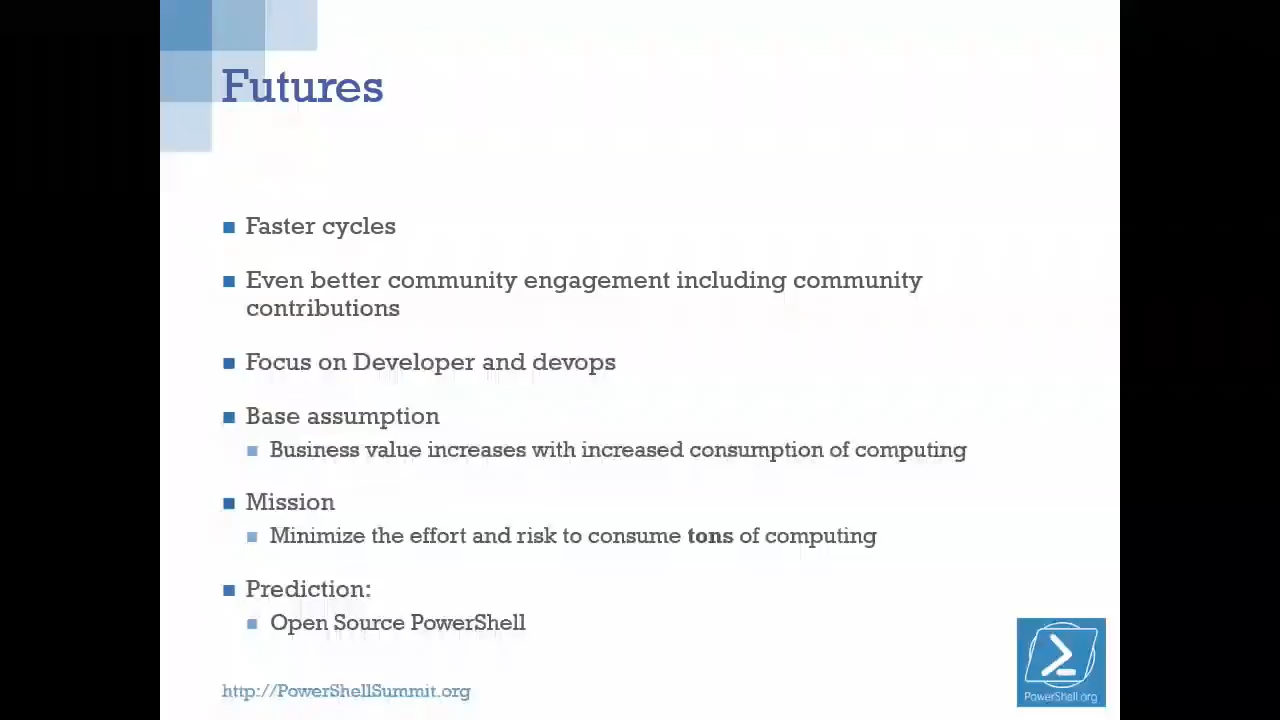 Futures
Faster cycles
Even better community engagement including community
contributions
Focus on Developer and devops
Base assumption
Business value increases with increased consumption of computing
Mission
Minimize the effort and risk to consume tons of computing
Prediction:
Open Source PowerShell
http://PowerShellSummit.org
PowerShell.org